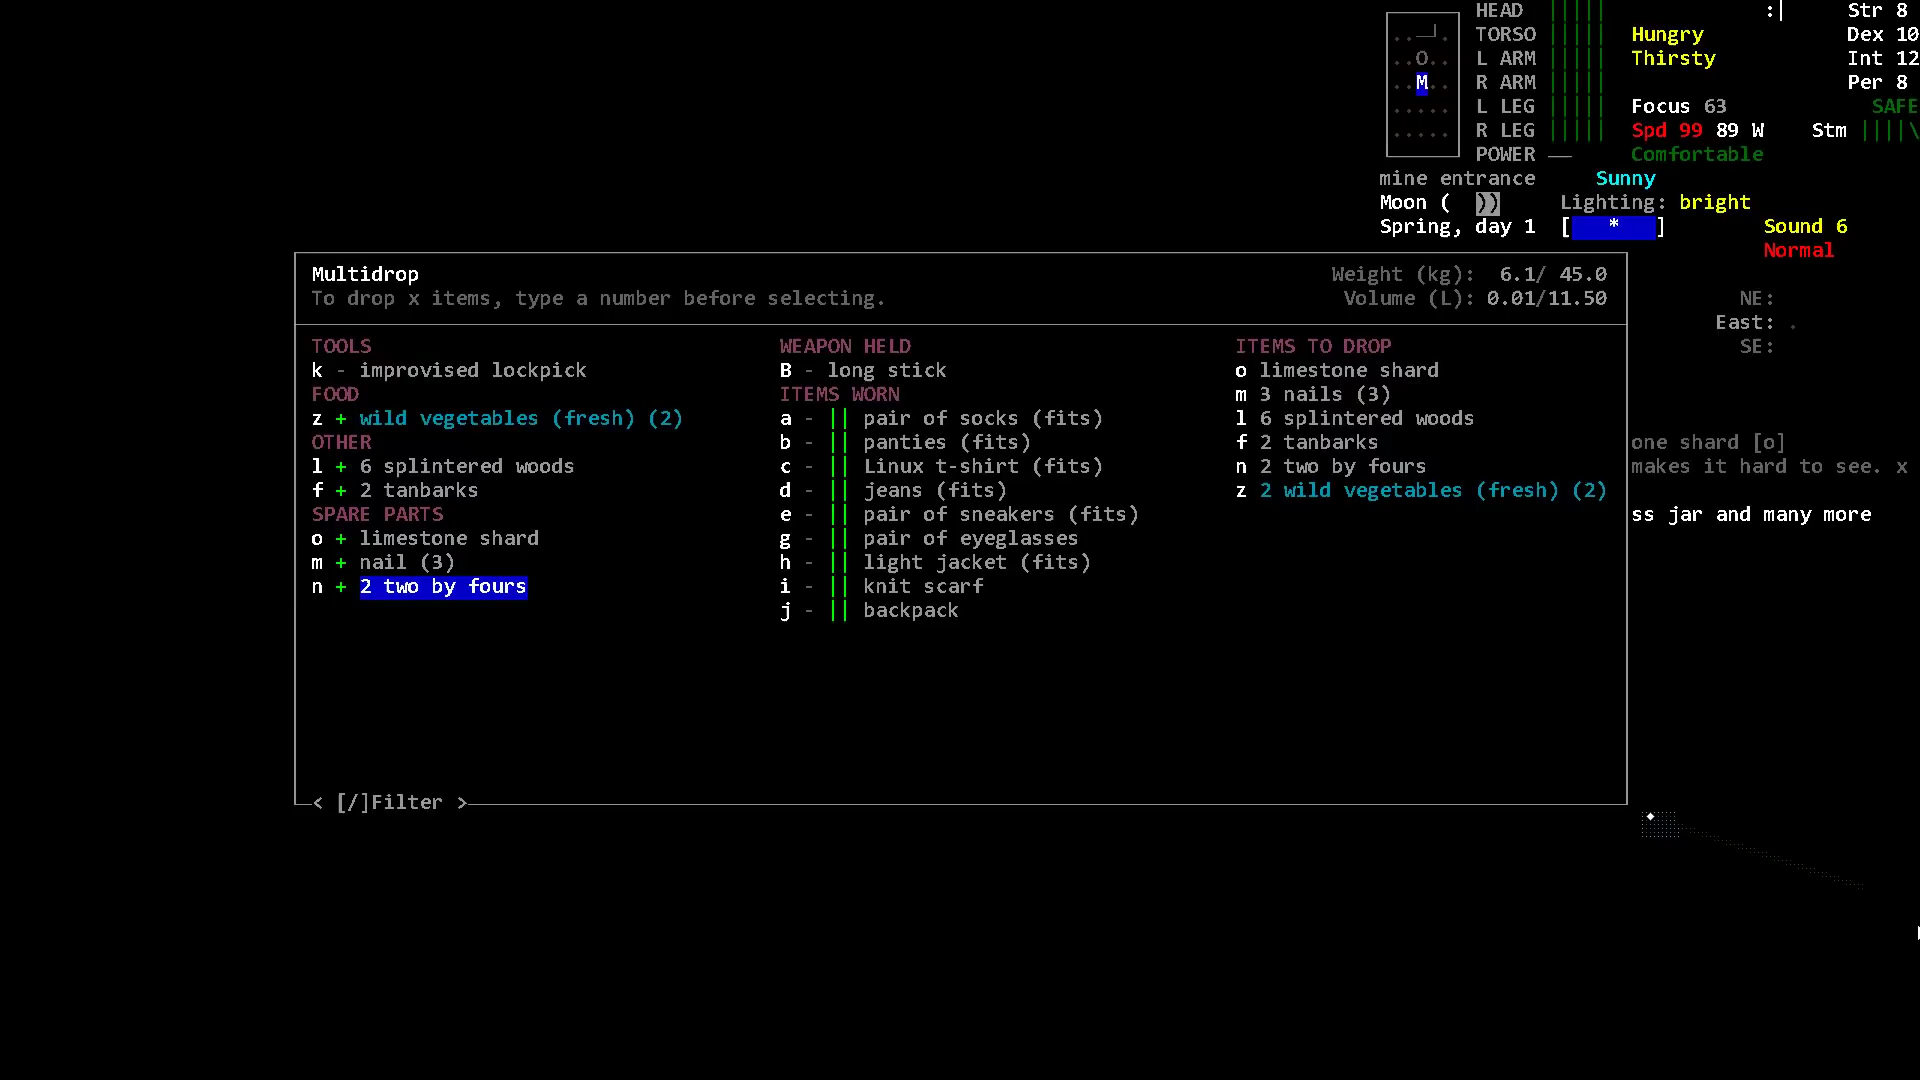 HEAD :| Str 8
TORSO Hungry Dex 10
L ARM Thirsty Int 12
R ARM Per 8
L LEG Focus 63 SAFE
R LEG Spd 99 89 W Stm ||||\
POWER -- Comfortable
mine entrance Sunny
Moon ( )) Lighting: bright
Spring, day 1 [ * ] Sound 6
Normal
Multidrop Weight (kg): 6.1/ 45.0
To drop x items, type a number before selecting. Volume (L): 0.01/11.50
NE:
East: .
SE:
TOOLS WEAPON HELD ITEMS TO DROP
k - improvised lockpick B - long stick o limestone shard
FOOD ITEMS WORN m 3 nails (3)
z + wild vegetables (fresh) (2) a - || pair of socks (fits) l 6 splintered woods
OTHER b - || panties (fits) f 2 tanbarks one shard [o]
l + 6 splintered woods c - || Linux t-shirt (fits) n 2 two by fours makes it hard to see. x
f + 2 tanbarks d - || jeans (fits) z 2 wild vegetables (fresh) (2)
SPARE PARTS e - || pair of sneakers (fits) ss jar and many more
o + limestone shard g - || pair of eyeglasses
m + nail (3) h - || light jacket (fits)
n + 2 two by fours i - || knit scarf
j - || backpack
< [/]Filter >